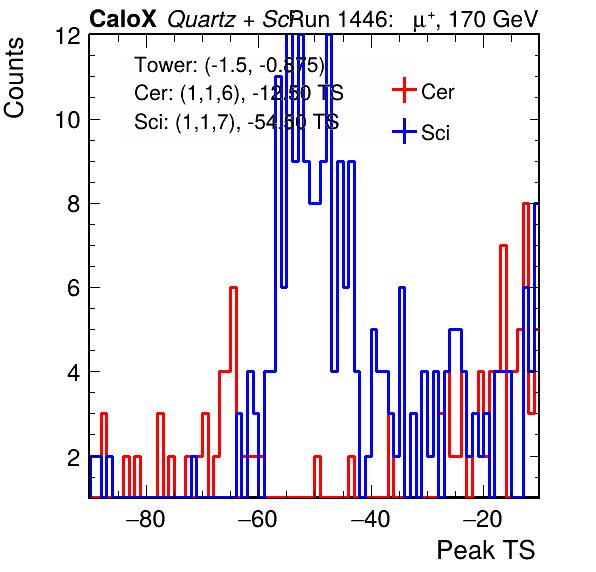 CaloX Quartz + Sci Run 1446: μ⁺, 170 GeV
Counts
Tower: (-1.5, -0.875)
Cer: (1,1,6), -12.50 TS
Sci: (1,1,7), -54.50 TS
Cer
Sci
12
10
8
6
4
2
−80 −60 −40 −20
Peak TS